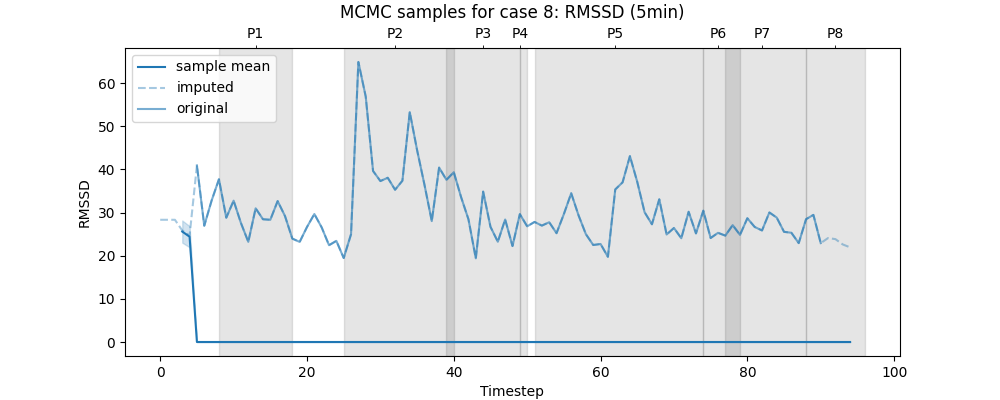 MCMC samples for case 8: RMSSD (5min)
P1 P2 P3 P4 P5 P6 P7 P8
sample mean
imputed
original
60
50
40
30
20
10
0
RMSSD
0 20 40 60 80 100
Timestep